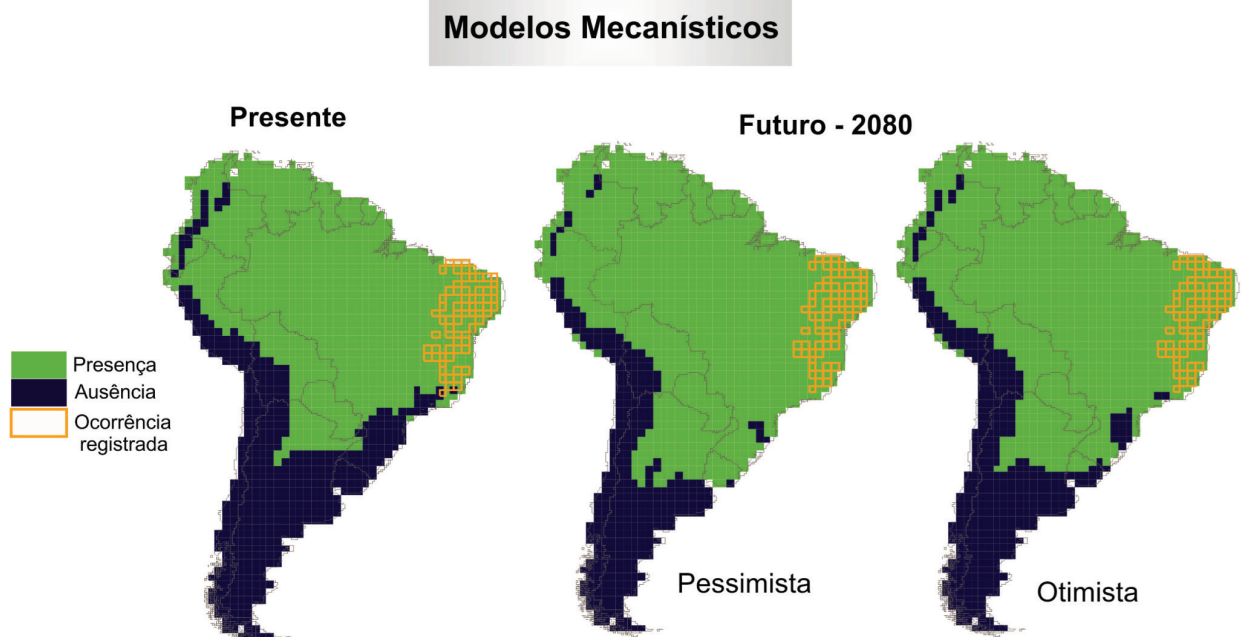 Modelos Mecanísticos
Presente
Futuro - 2080
Presença
Ausência
Ocorrência
registrada
Pessimista
Otimista